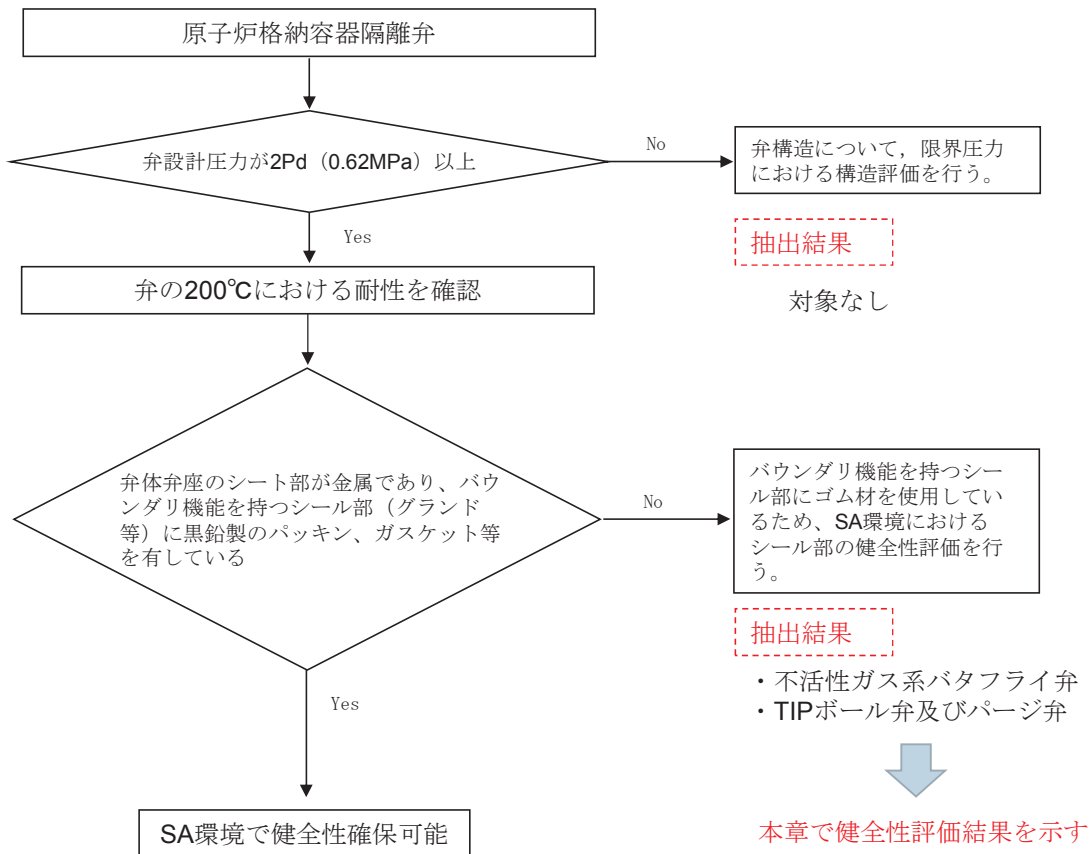 原子炉格納容器隔離弁
弁設計圧力が2Pd（0.62MPa）以上
No
弁構造について，限界圧力
における構造評価を行う。
Yes
抽出結果
対象なし
弁の200℃における耐性を確認
弁体弁座のシート部が金属であり、バウ
ンダリ機能を持つシール部（グランド
等）に黒鉛製のパッキン、ガスケット等
を有している
No
バウンダリ機能を持つシー
ル部にゴム材を使用してい
るため、SA環境における
シール部の健全性評価を行
う。
抽出結果
・不活性ガス系バタフライ弁
・TIPボール弁及びパージ弁
Yes
SA環境で健全性確保可能
本章で健全性評価結果を示す